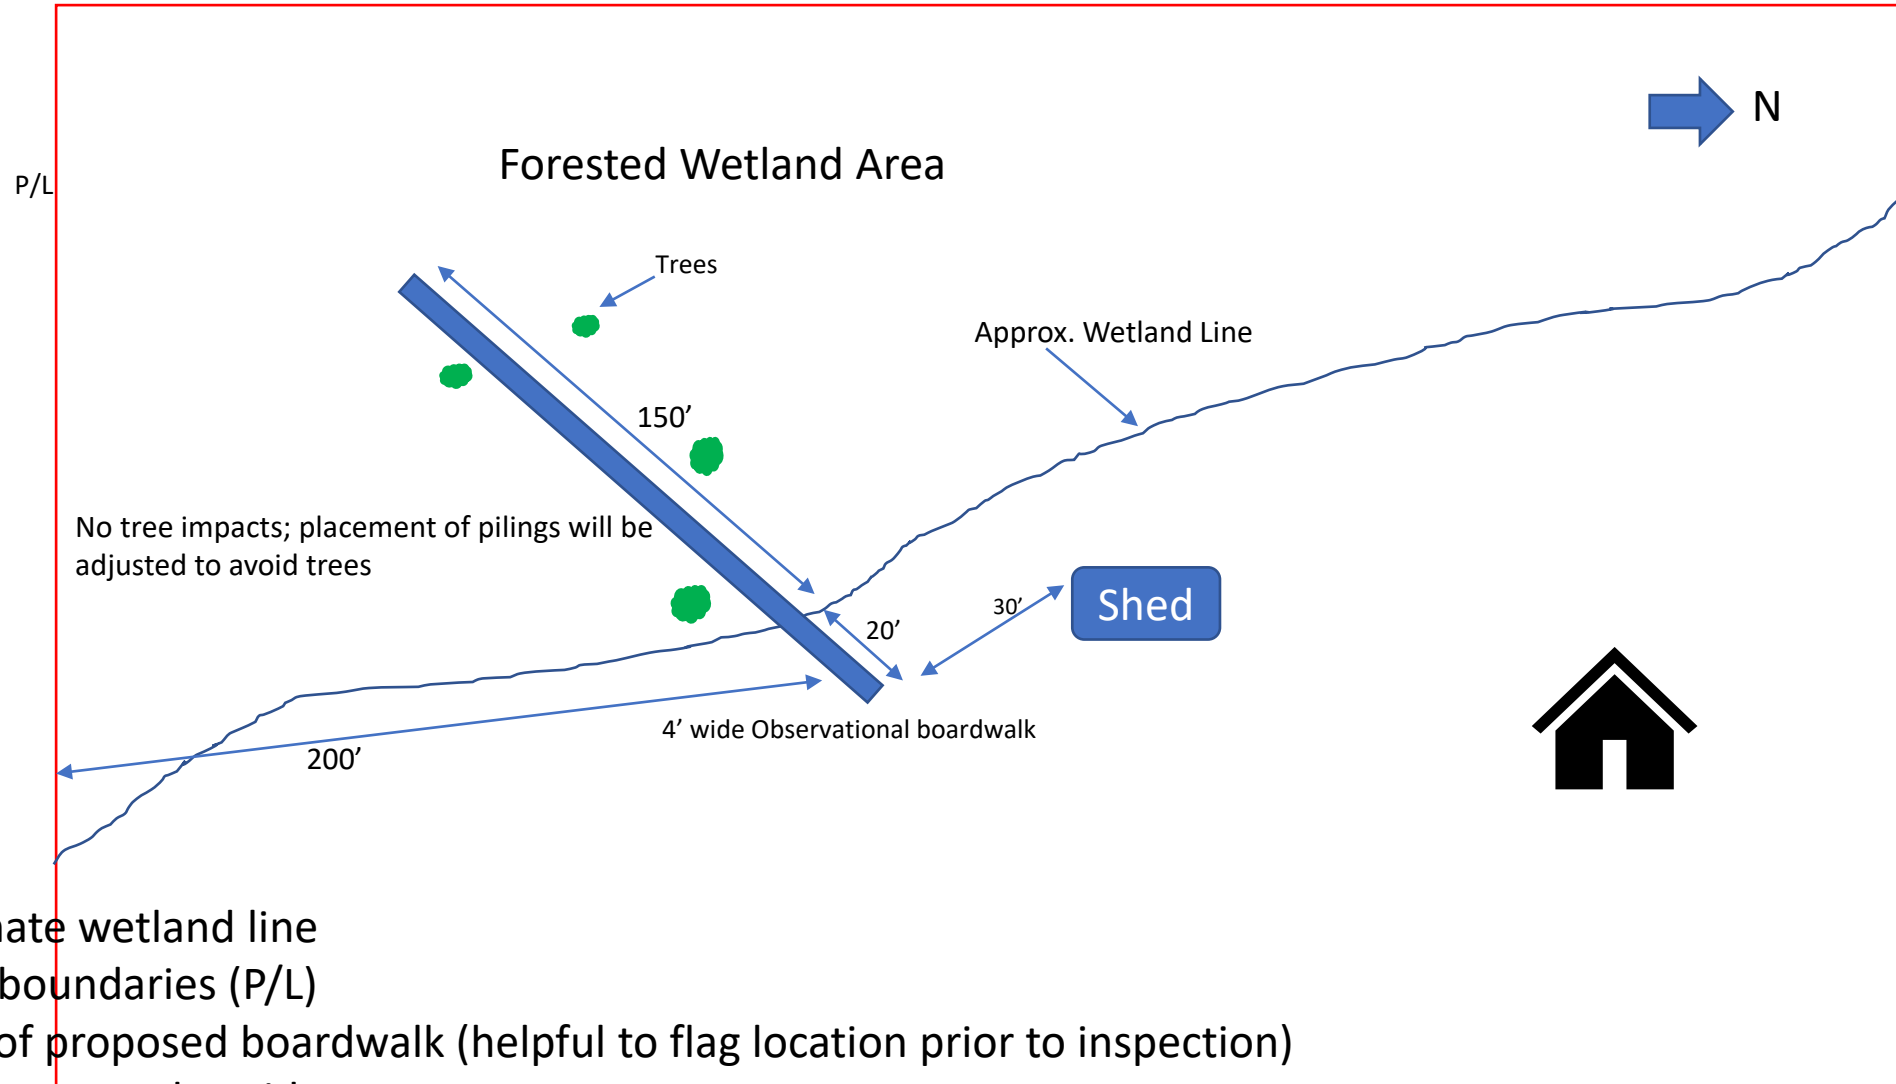 N
Forested Wetland Area
P/L
Trees
Approx. Wetland Line
150’
No tree impacts; placement of pilings will be
adjusted to avoid trees
30’
Shed
20’
4’ wide Observational boardwalk
200’
wetland line
boundaries (P/L)
of proposed boardwalk (helpful to flag location prior to inspection)